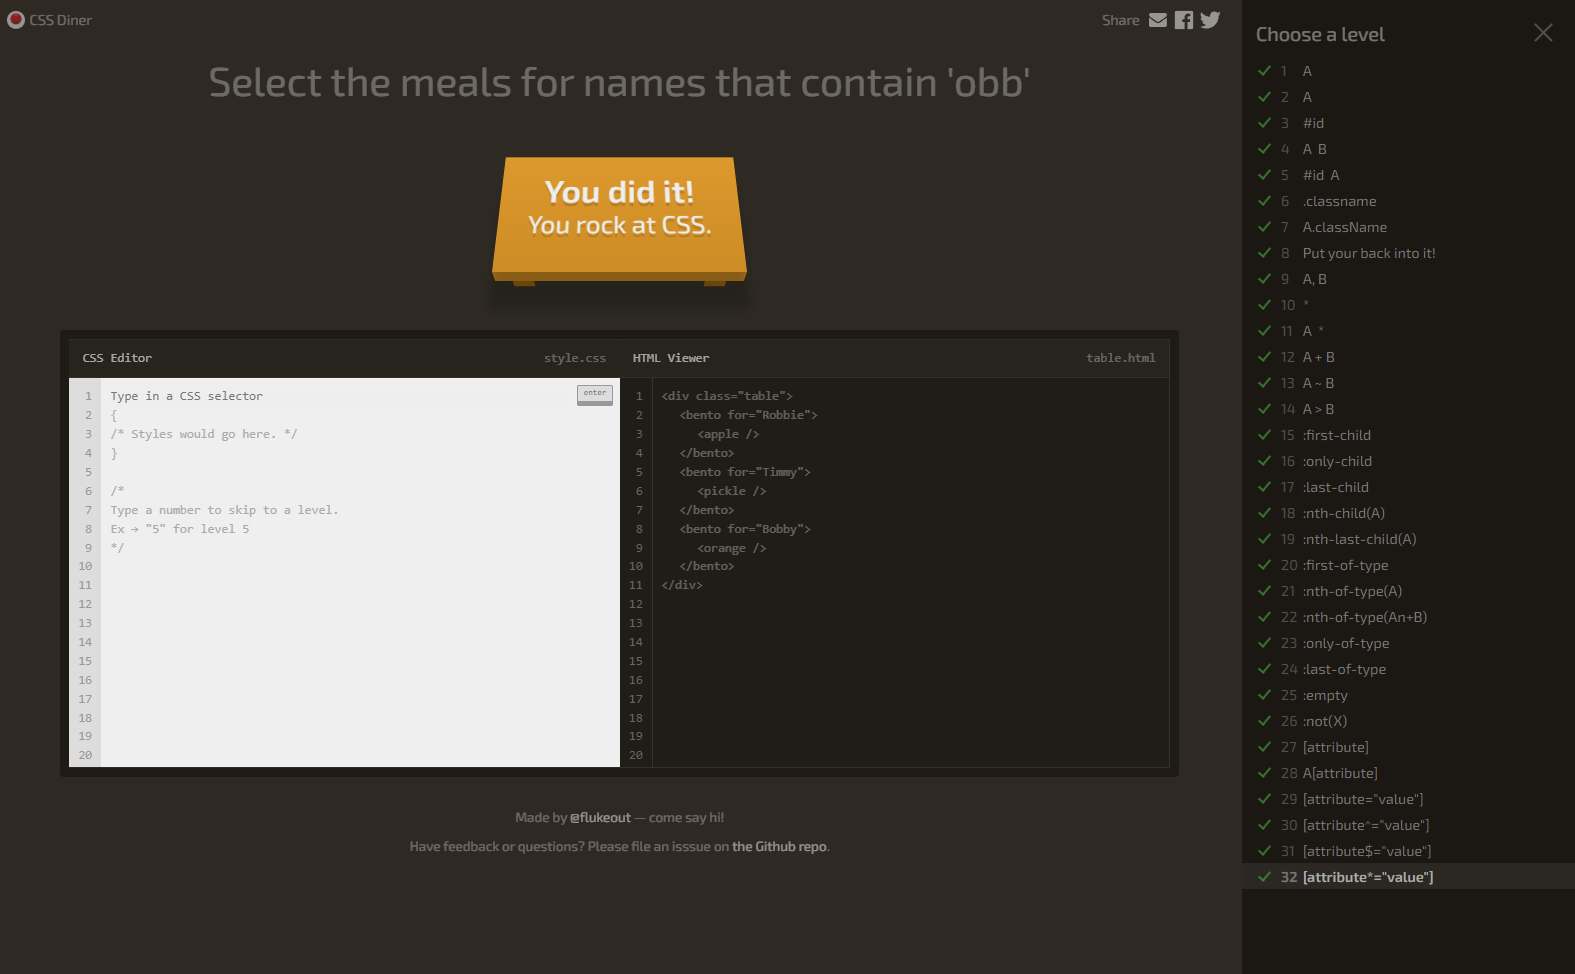 CSS Diner
Share
Select the meals for names that contain 'obb'
You did it!
You rock at CSS.
CSS Editor
style.css
HTML Viewer
table.html
1 Type in a CSS selector
enter
2 {
3 /* Styles would go here. */
4 }
5
6 /*
7 Type a number to skip to a level.
8 Ex → "5" for level 5
9 */
10
11
12
13
14
15
16
17
18
19
20
1 <div class="table">
2 <bento for="Robbie">
3 <apple />
4 </bento>
5 <bento for="Timmy">
6 <pickle />
7 </bento>
8 <bento for="Bobby">
9 <orange />
10 </bento>
11 </div>
12
13
14
15
16
17
18
19
20
Made by @flukeout — come say hi!
Have feedback or questions? Please file an isssue on the Github repo.
Choose a level
1 A
2 A
3 #id
4 A B
5 #id A
6 .classname
7 A.className
8 Put your back into it!
9 A, B
10 *
11 A *
12 A + B
13 A ~ B
14 A > B
15 :first-child
16 :only-child
17 :last-child
18 :nth-child(A)
19 :nth-last-child(A)
20 :first-of-type
21 :nth-of-type(A)
22 :nth-of-type(An+B)
23 :only-of-type
24 :last-of-type
25 :empty
26 :not(X)
27 [attribute]
28 A[attribute]
29 [attribute="value"]
30 [attribute^="value"]
31 [attribute$="value"]
32 [attribute*="value"]